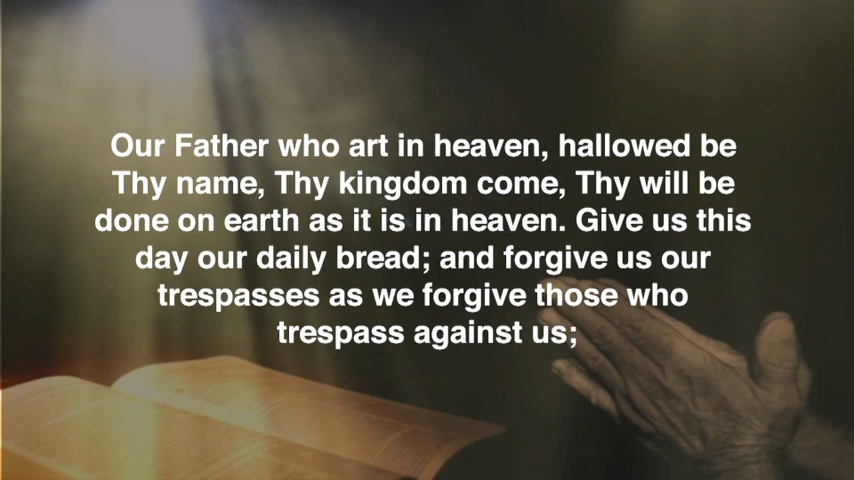 Our Father who art in heaven, hallowed be
Thy name, Thy kingdom come, Thy will be
done on earth as it is in heaven. Give us this
day our daily bread; and forgive us our
trespasses as we forgive those who
trespass against us;